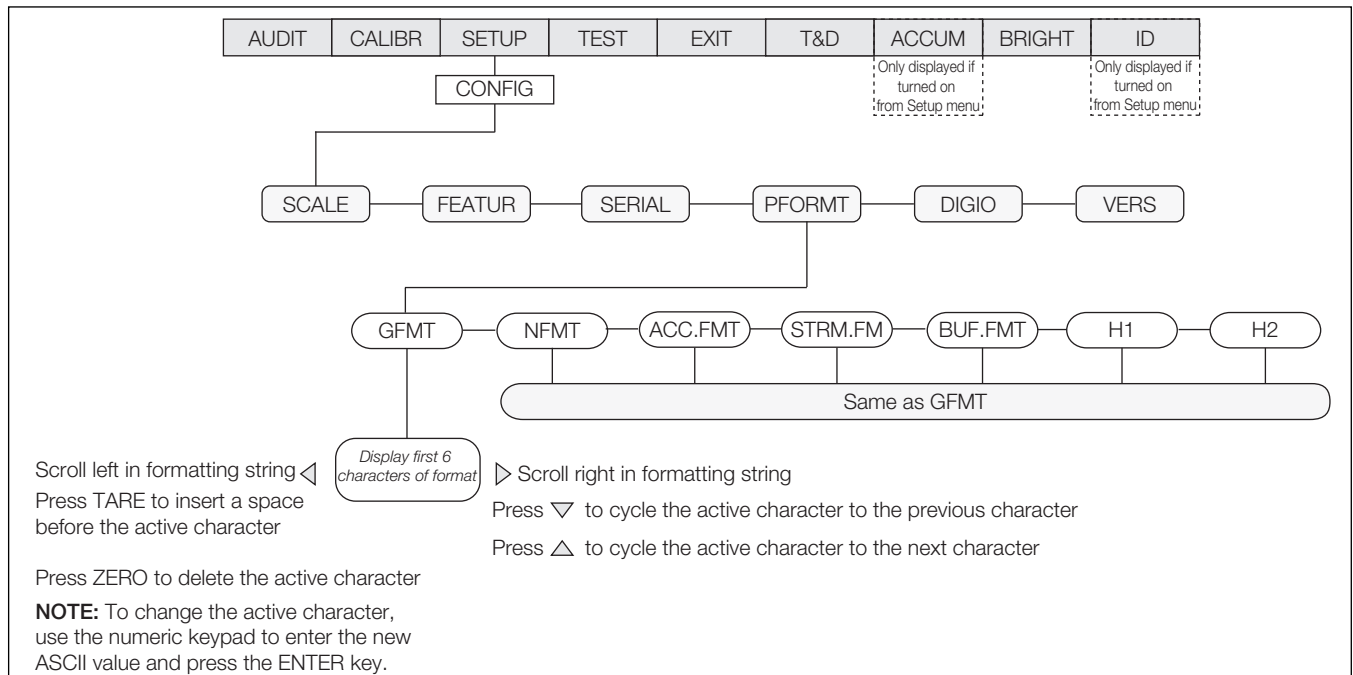 AUDIT CALIBR SETUP TEST EXIT T&D ACCUM BRIGHT ID
Only displayed if
turned on
from Setup menu
Only displayed if
turned on
from Setup menu
CONFIG
SCALE FEATUR SERIAL PFORMT DIGIO VERS
GFMT NFMT ACC.FMT STRM.FM BUF.FMT H1 H2
Same as GFMT
Display first 6
characters of format
Scroll left in formatting string
Press TARE to insert a space
before the active character
Scroll right in formatting string
Press ▽ to cycle the active character to the previous character
Press △ to cycle the active character to the next character
Press ZERO to delete the active character
NOTE: To change the active character,
use the numeric keypad to enter the new
ASCII value and press the ENTER key.